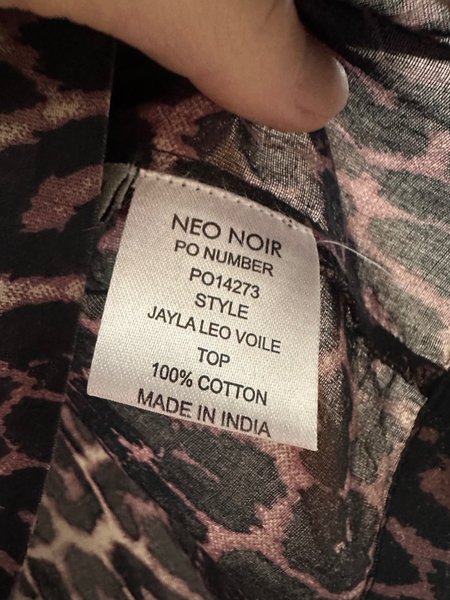 NEO NOIR
PO NUMBER
PO14273
STYLE
JAYLA LEO VOILE
TOP
100% COTTON
MADE IN INDIA